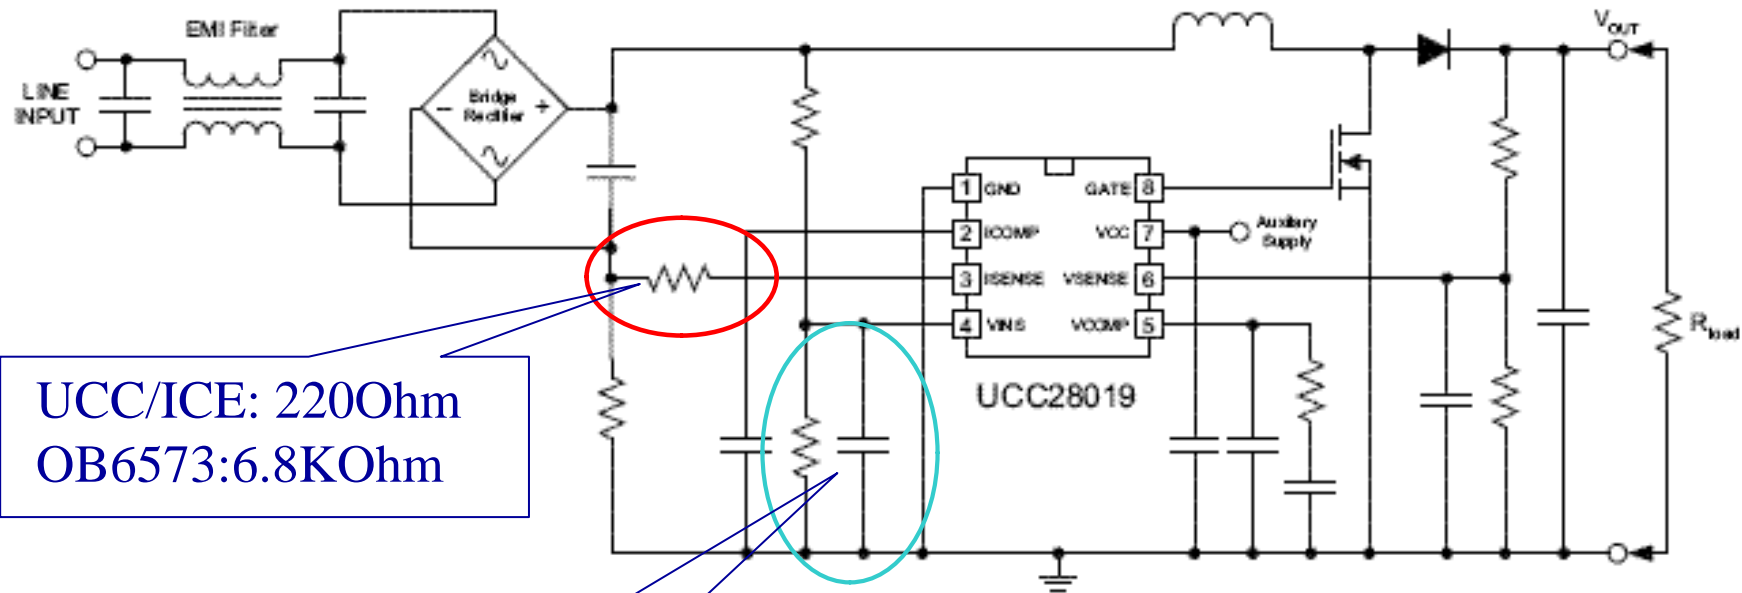 EMI Filter
LINE
INPUT
Bridge
Rectifier
− +
VOUT
1 GND GATE 8
2 ICOMP VCC 7
3 ISENSE VSENSE 6
4 VINS VCOMP 5
Auxiliary
Supply
UCC28019
Rload
UCC/ICE: 220Ohm
OB6573:6.8KOhm